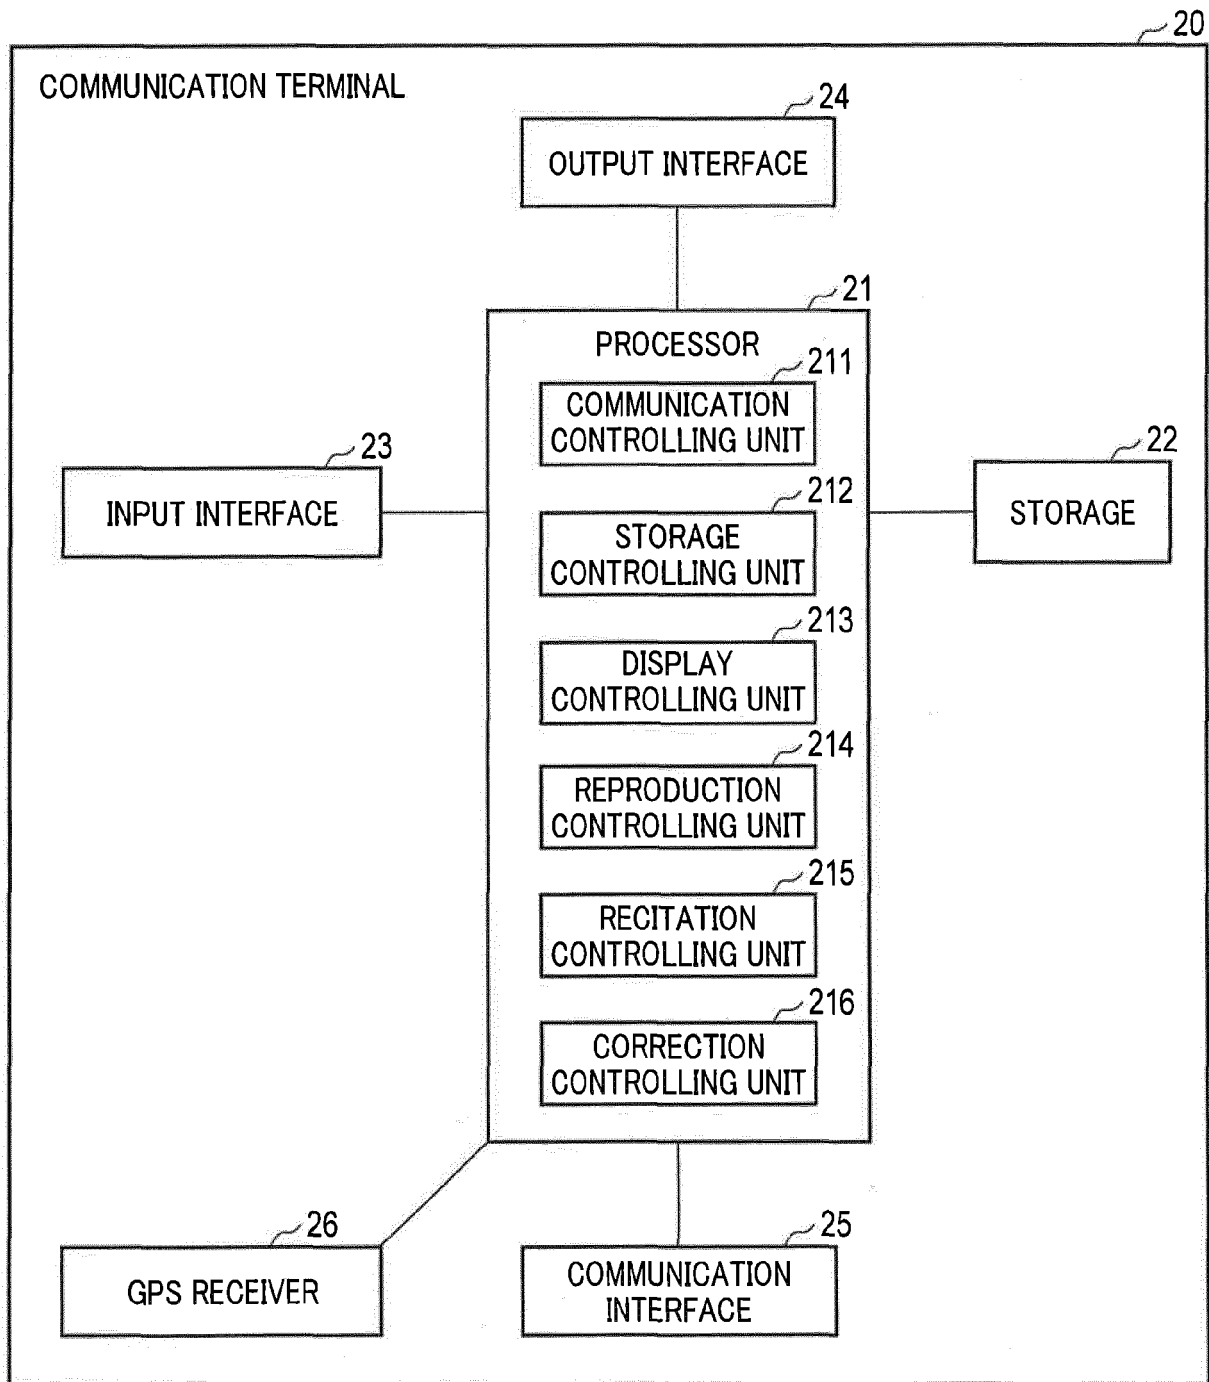 20
COMMUNICATION TERMINAL
24
OUTPUT INTERFACE
21
PROCESSOR
211
COMMUNICATION
CONTROLLING UNIT
23
INPUT INTERFACE
22
STORAGE
212
STORAGE
CONTROLLING UNIT
213
DISPLAY
CONTROLLING UNIT
214
REPRODUCTION
CONTROLLING UNIT
215
RECITATION
CONTROLLING UNIT
216
CORRECTION
CONTROLLING UNIT
26
GPS RECEIVER
25
COMMUNICATION
INTERFACE